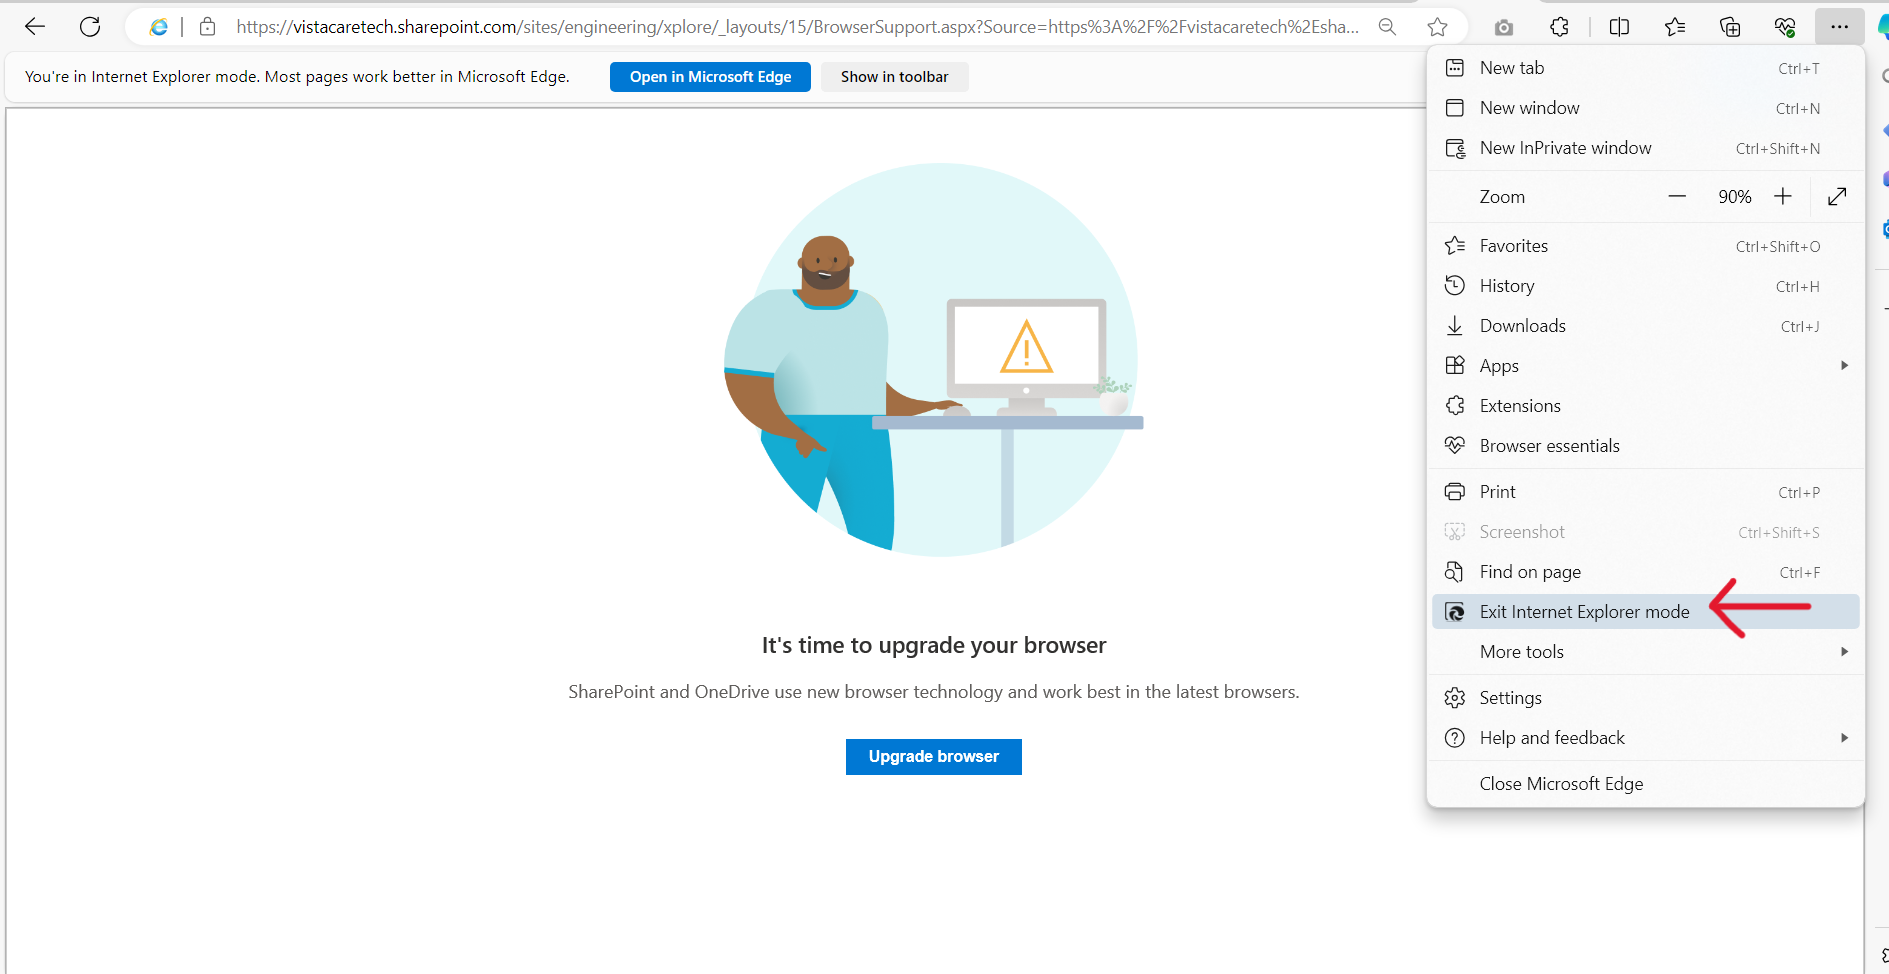 https://vistacaretech.sharepoint.com/sites/engineering/xplore/_layouts/15/BrowserSupport.aspx?Source=https%3A%2F%2Fvistacaretech%2Esha...
You're in Internet Explorer mode. Most pages work better in Microsoft Edge.
Open in Microsoft Edge
Show in toolbar
New tab Ctrl+T
New window Ctrl+N
New InPrivate window Ctrl+Shift+N
Zoom — 90% +
Favorites Ctrl+Shift+O
History Ctrl+H
Downloads Ctrl+J
Apps
Extensions
Browser essentials
Print Ctrl+P
Screenshot Ctrl+Shift+S
Find on page Ctrl+F
Exit Internet Explorer mode
More tools
Settings
Help and feedback
Close Microsoft Edge
It's time to upgrade your browser
SharePoint and OneDrive use new browser technology and work best in the latest browsers.
Upgrade browser